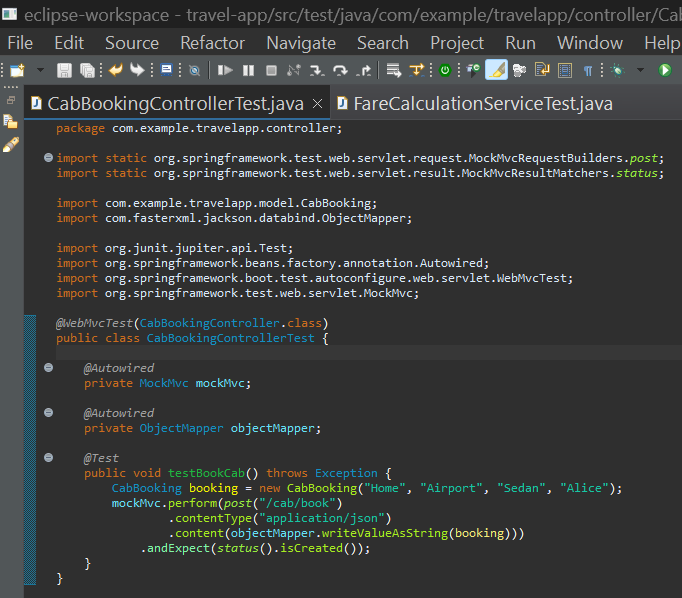 eclipse-workspace - travel-app/src/test/java/com/example/travelapp/controller/Cab
File Edit Source Refactor Navigate Search Project Run Window Help
CabBookingControllerTest.java FareCalculationServiceTest.java
package com.example.travelapp.controller;
import static org.springframework.test.web.servlet.request.MockMvcRequestBuilders.post;
import static org.springframework.test.web.servlet.result.MockMvcResultMatchers.status;
import com.example.travelapp.model.CabBooking;
import com.fasterxml.jackson.databind.ObjectMapper;
import org.junit.jupiter.api.Test;
import org.springframework.beans.factory.annotation.Autowired;
import org.springframework.boot.test.autoconfigure.web.servlet.WebMvcTest;
import org.springframework.test.web.servlet.MockMvc;
@WebMvcTest(CabBookingController.class)
public class CabBookingControllerTest {
@Autowired
private MockMvc mockMvc;
@Autowired
private ObjectMapper objectMapper;
@Test
public void testBookCab() throws Exception {
CabBooking booking = new CabBooking("Home", "Airport", "Sedan", "Alice");
mockMvc.perform(post("/cab/book")
.contentType("application/json")
.content(objectMapper.writeValueAsString(booking)))
.andExpect(status().isCreated());
}
}